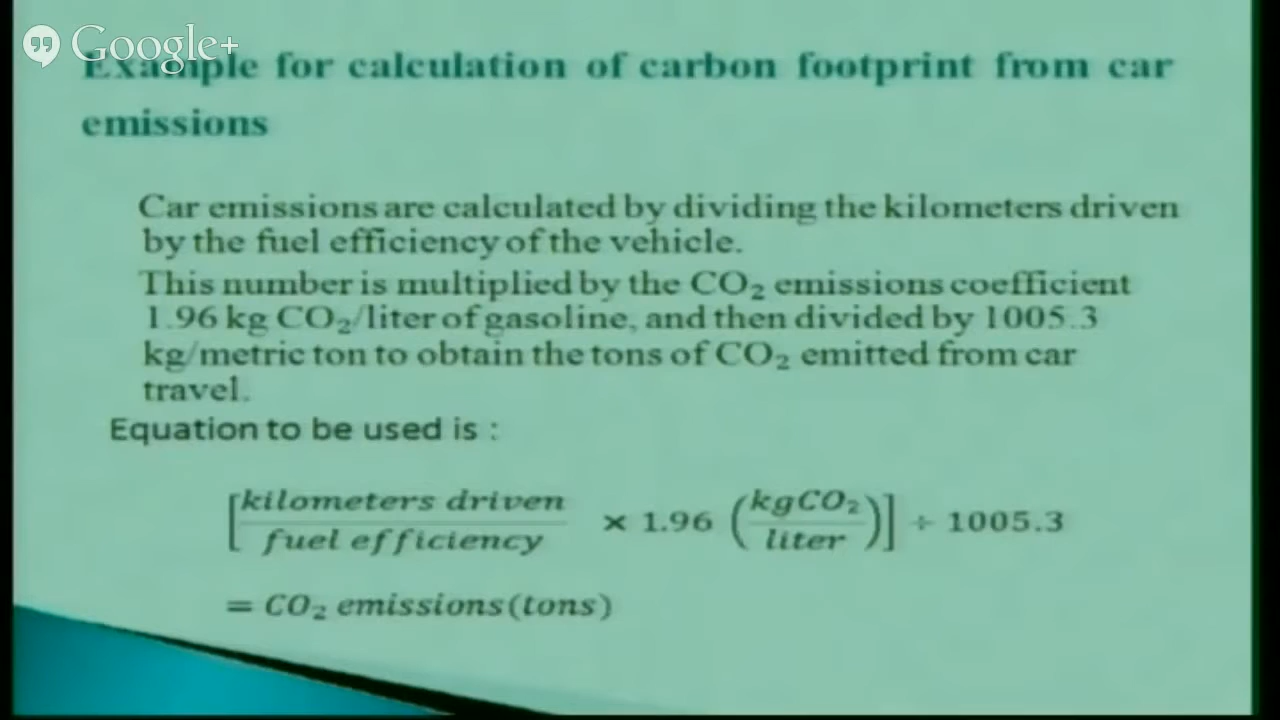 Google+
Example for calculation of carbon footprint from car
emissions
Car emissions are calculated by dividing the kilometers driven
by the fuel efficiency of the vehicle.
This number is multiplied by the CO₂ emissions coefficient
1.96 kg CO₂/liter of gasoline, and then divided by 1005.3
kg/metric ton to obtain the tons of CO₂ emitted from car
travel.
Equation to be used is :
[kilometers driven / fuel efficiency × 1.96 (kgCO₂ / liter)] ÷ 1005.3
= CO₂ emissions(tons)